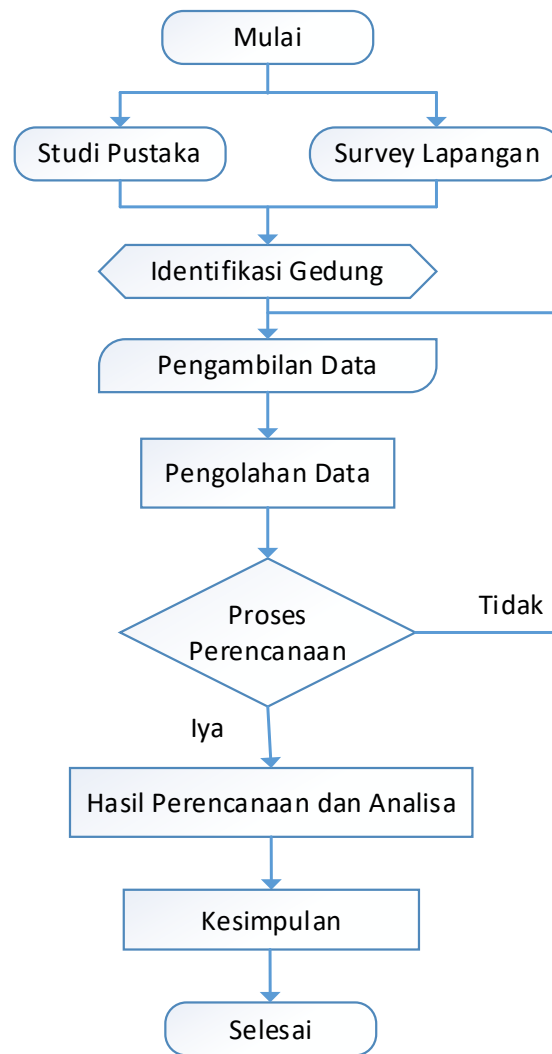 Mulai
Studi Pustaka
Survey Lapangan
Identifikasi Gedung
Pengambilan Data
Pengolahan Data
Proses
Perencanaan
Tidak
Iya
Hasil Perencanaan dan Analisa
Kesimpulan
Selesai